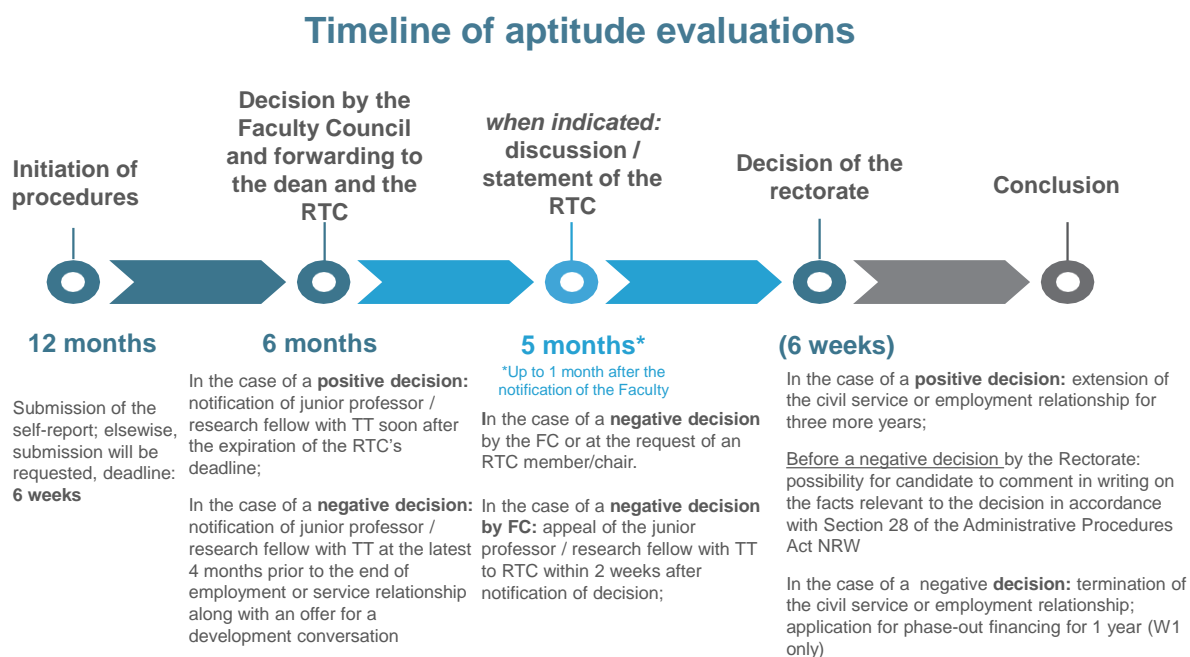 Timeline of aptitude evaluations
Initiation of
procedures
Decision by the
Faculty Council
and forwarding to
the dean and the
RTC
when indicated:
discussion /
statement of the
RTC
Decision of the
rectorate
Conclusion
12 months
Submission of the
self-report; elsewise,
submission will be
requested, deadline:
6 weeks
6 months
In the case of a positive decision:
notification of junior professor /
research fellow with TT soon after
the expiration of the RTC's
deadline;
In the case of a negative decision:
notification of junior professor /
research fellow with TT at the latest
4 months prior to the end of
employment or service relationship
along with an offer for a
development conversation
5 months*
*Up to 1 month after the
notification of the Faculty
In the case of a negative decision
by the FC or at the request of an
RTC member/chair.
In the case of a negative decision
by FC: appeal of the junior
professor / research fellow with TT
to RTC within 2 weeks after
notification of decision;
(6 weeks)
In the case of a positive decision: extension of
the civil service or employment relationship for
three more years;
Before a negative decision by the Rectorate:
possibility for candidate to comment in writing on
the facts relevant to the decision in accordance
with Section 28 of the Administrative Procedures
Act NRW
In the case of a negative decision: termination of
the civil service or employment relationship;
application for phase-out financing for 1 year (W1
only)